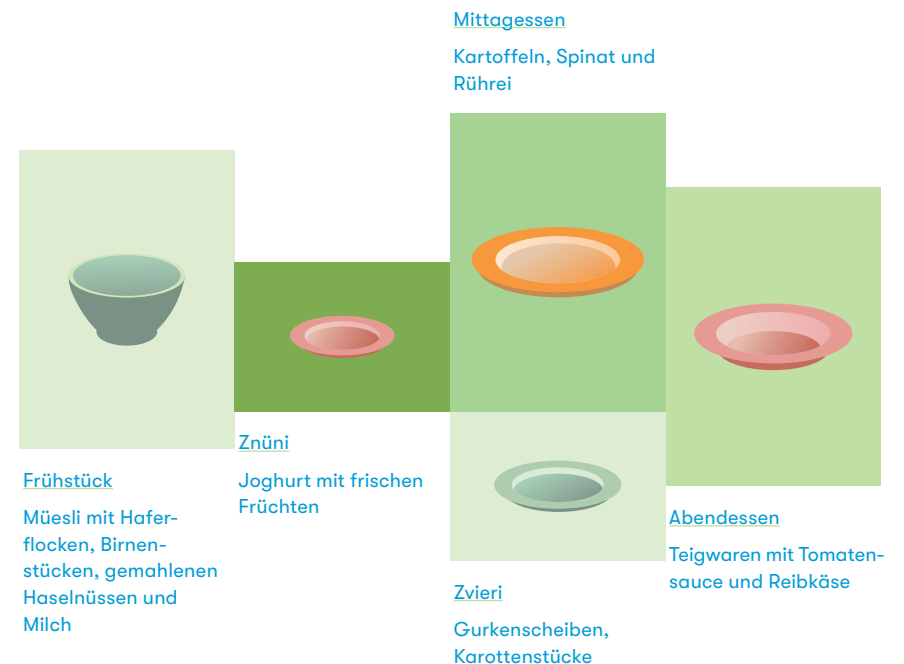 Mittagessen
Kartoffeln, Spinat und
Rührei
Frühstück
Müesli mit Hafer-
flocken, Birnen-
stücken, gemahlenen
Haselnüssen und
Milch
Znüni
Joghurt mit frischen
Früchten
Zvieri
Gurkenscheiben,
Karottenstücke
Abendessen
Teigwaren mit Tomaten-
sauce und Reibkäse